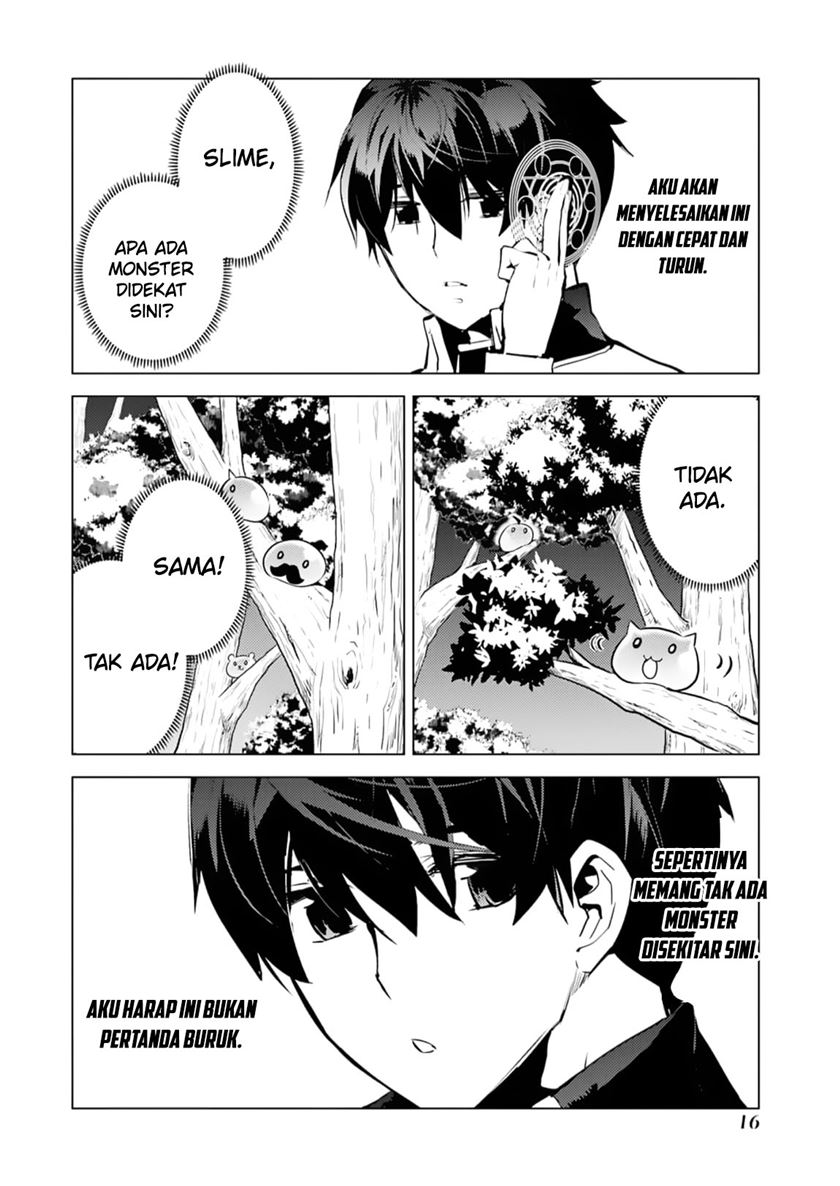 AKU AKAN
MENYELESAIKAN INI
DENGAN CEPAT DAN
TURUN.
SLIME,
APA ADA
MONSTER
DIDEKAT
SINI?
TIDAK
ADA.
SAMA!
TAK ADA!
SEPERTINYA
MEMANG TAK ADA
MONSTER
DISEKITAR SINI.
AKU HARAP INI BUKAN
PERTANDA BURUK.
16